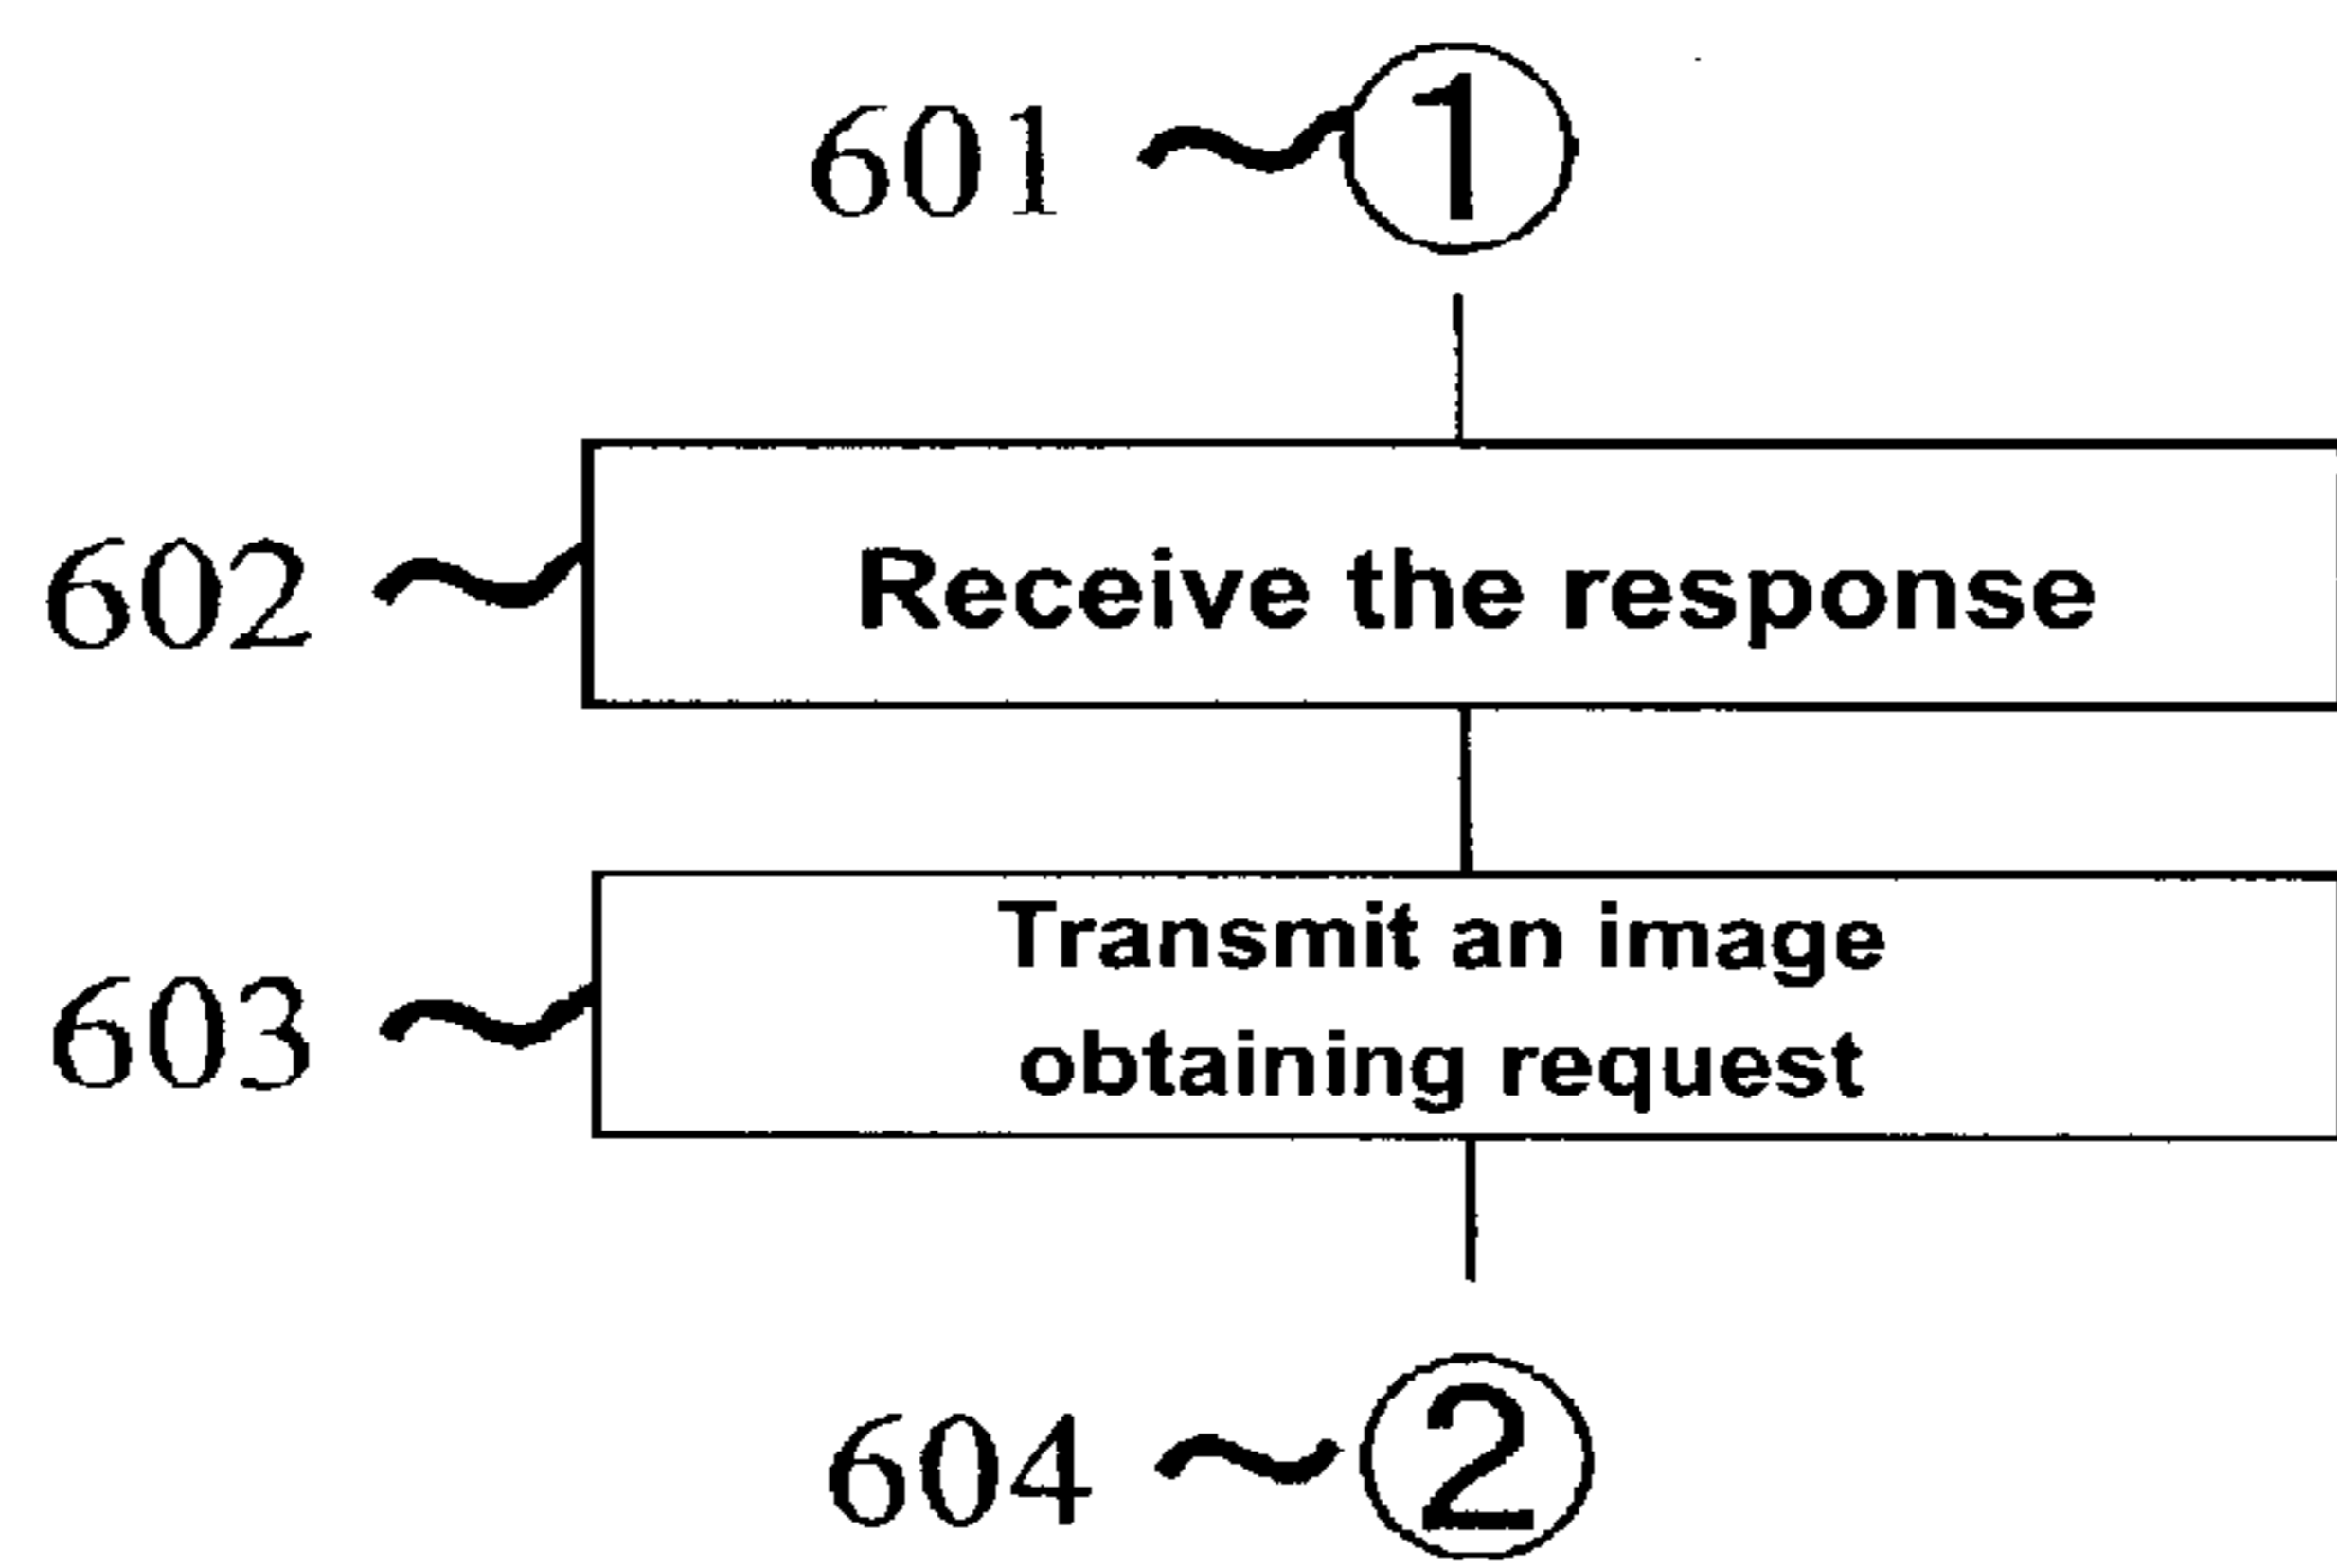 601 1
602 Receive the response
603 Transmit an image
obtaining request
604 2